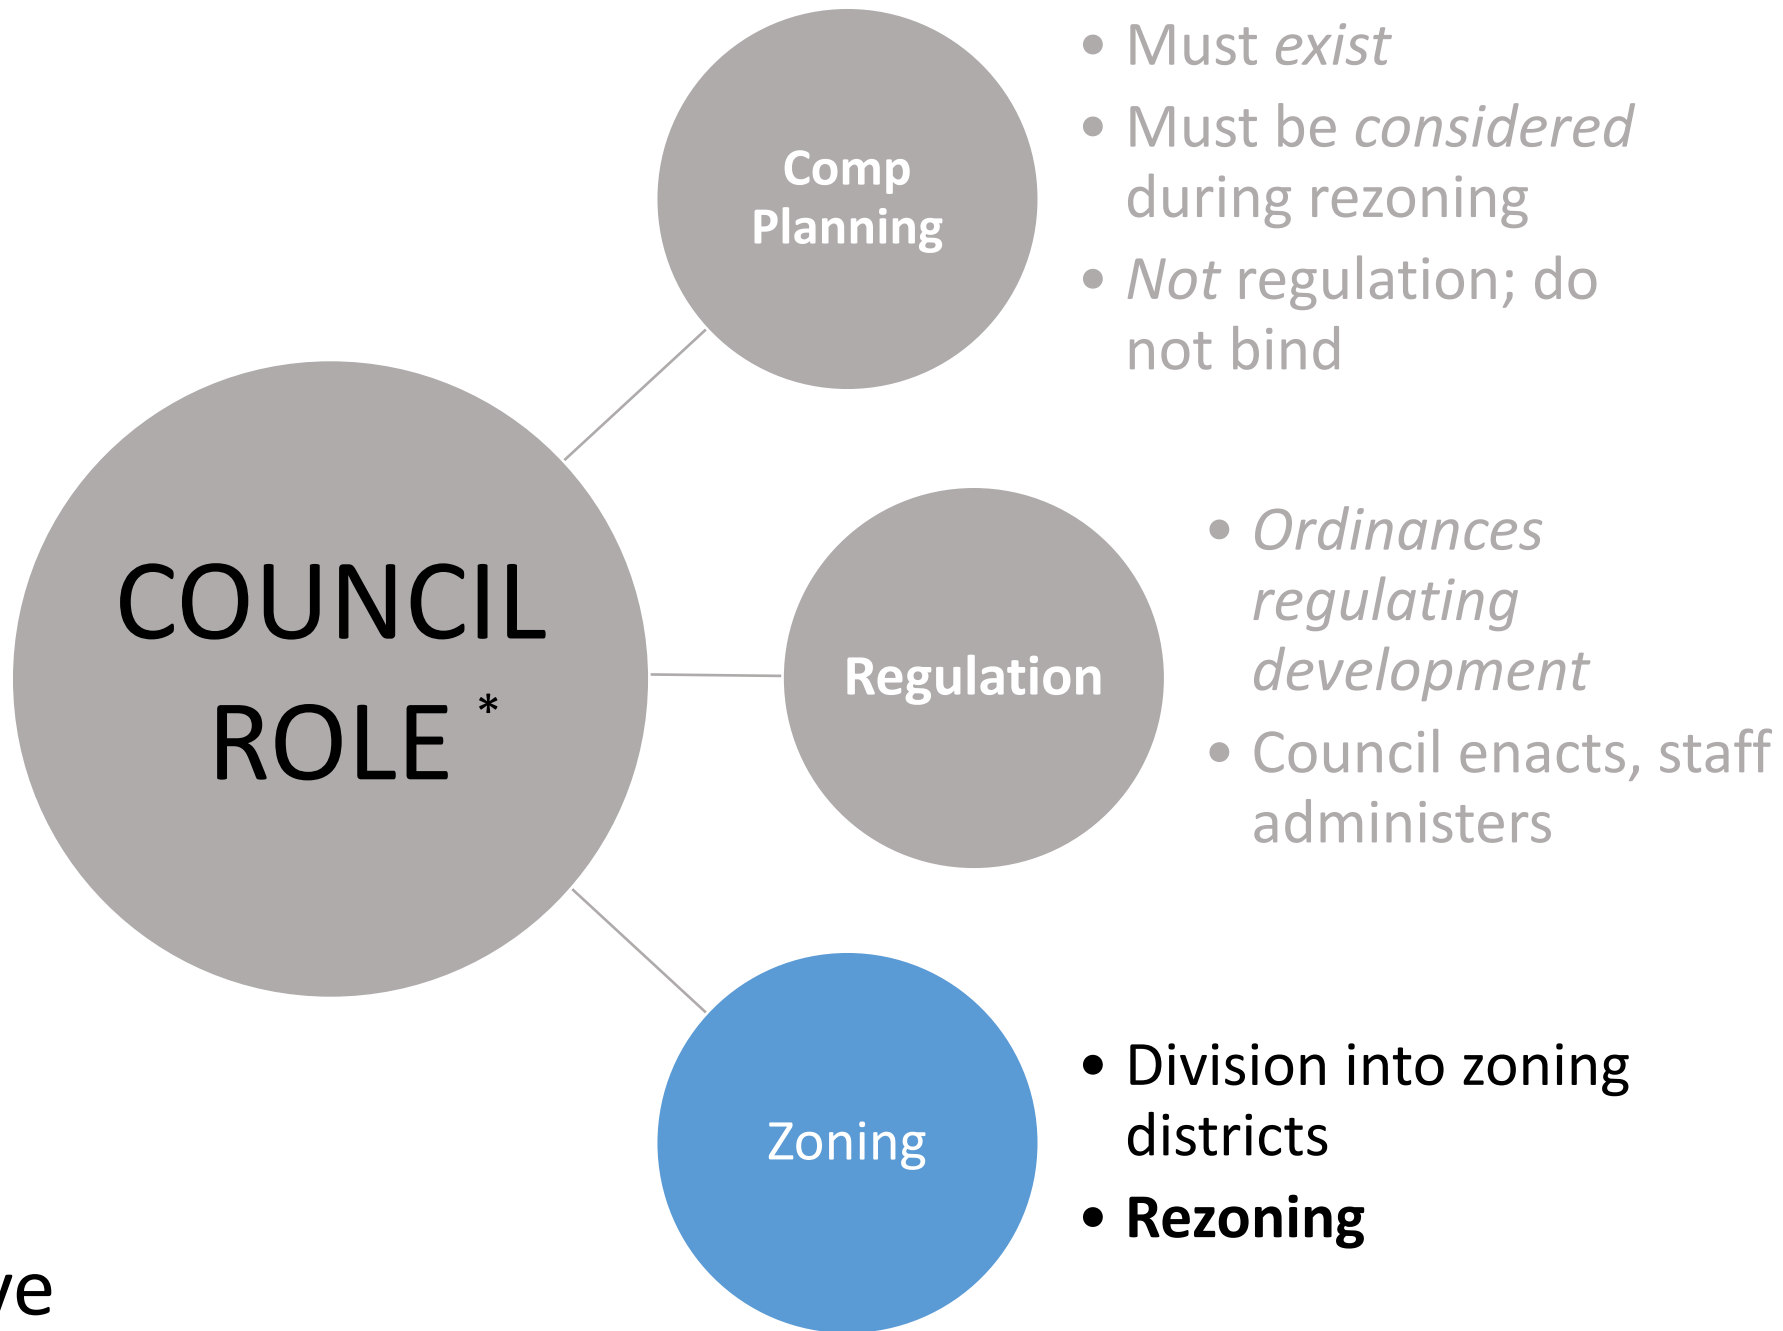 Comp
Planning
• Must exist
• Must be considered
during rezoning
• Not regulation; do
not bind
COUNCIL
ROLE *
Regulation
• Ordinances
regulating
development
• Council enacts, staff
administers
Zoning
• Division into zoning
districts
• Rezoning